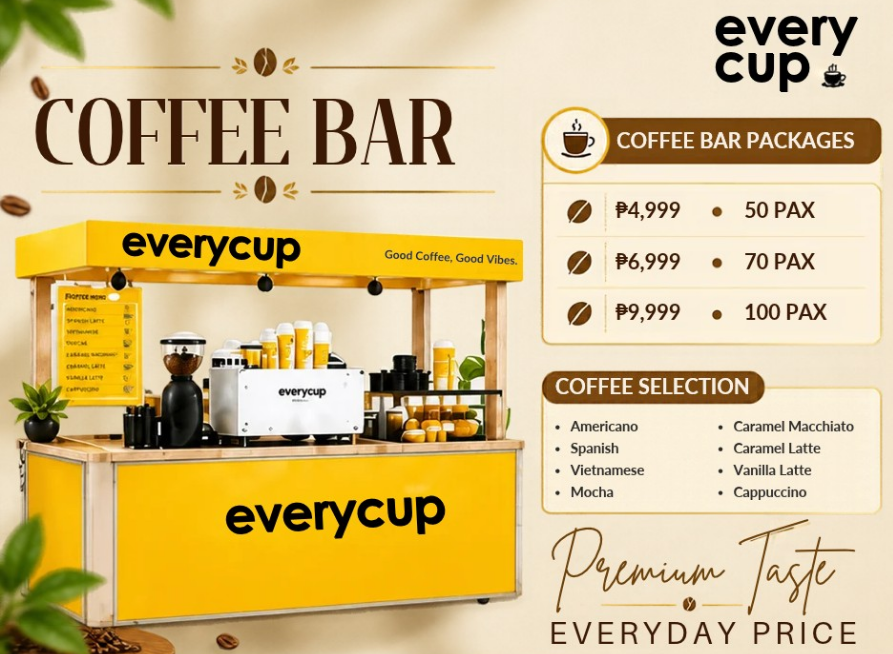 every
cup
COFFEE BAR
everycup
Good Coffee, Good Vibes.
everycup
everycup
COFFEE BAR PACKAGES
₱4,999 • 50 PAX
₱6,999 • 70 PAX
₱9,999 • 100 PAX
COFFEE SELECTION
• Americano
• Spanish
• Vietnamese
• Mocha
• Caramel Macchiato
• Caramel Latte
• Vanilla Latte
• Cappuccino
Premium Taste
EVERYDAY PRICE